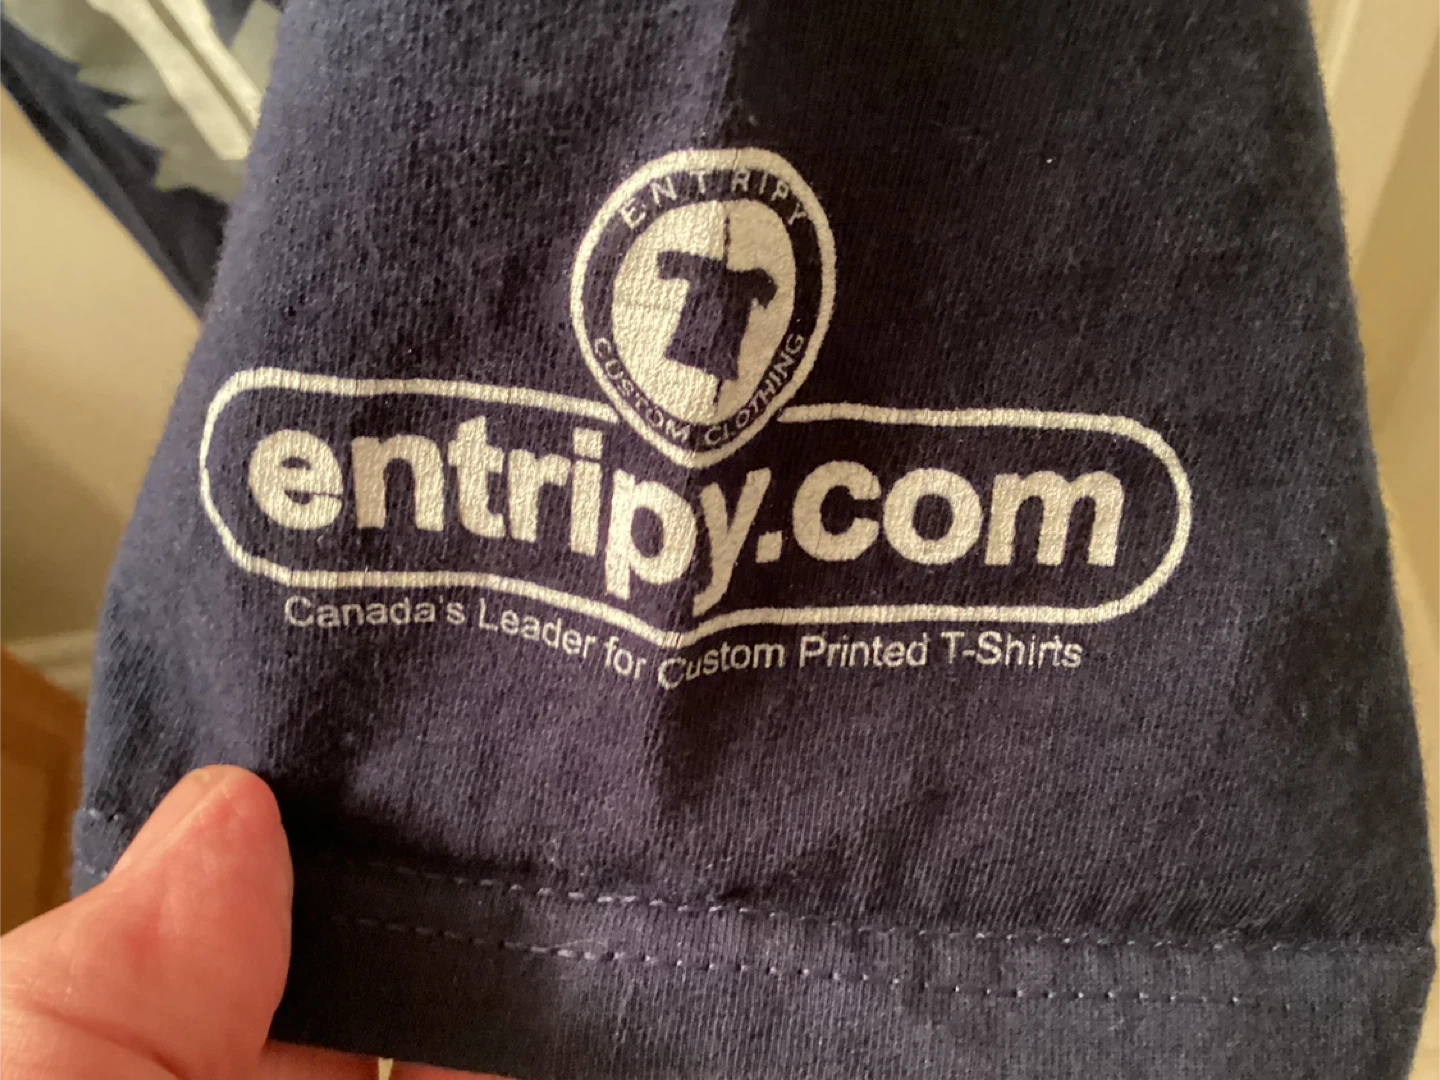 ENTRIPY
CUSTOM CLOTHING
entripy.com
Canada's Leader for Custom Printed T-Shirts